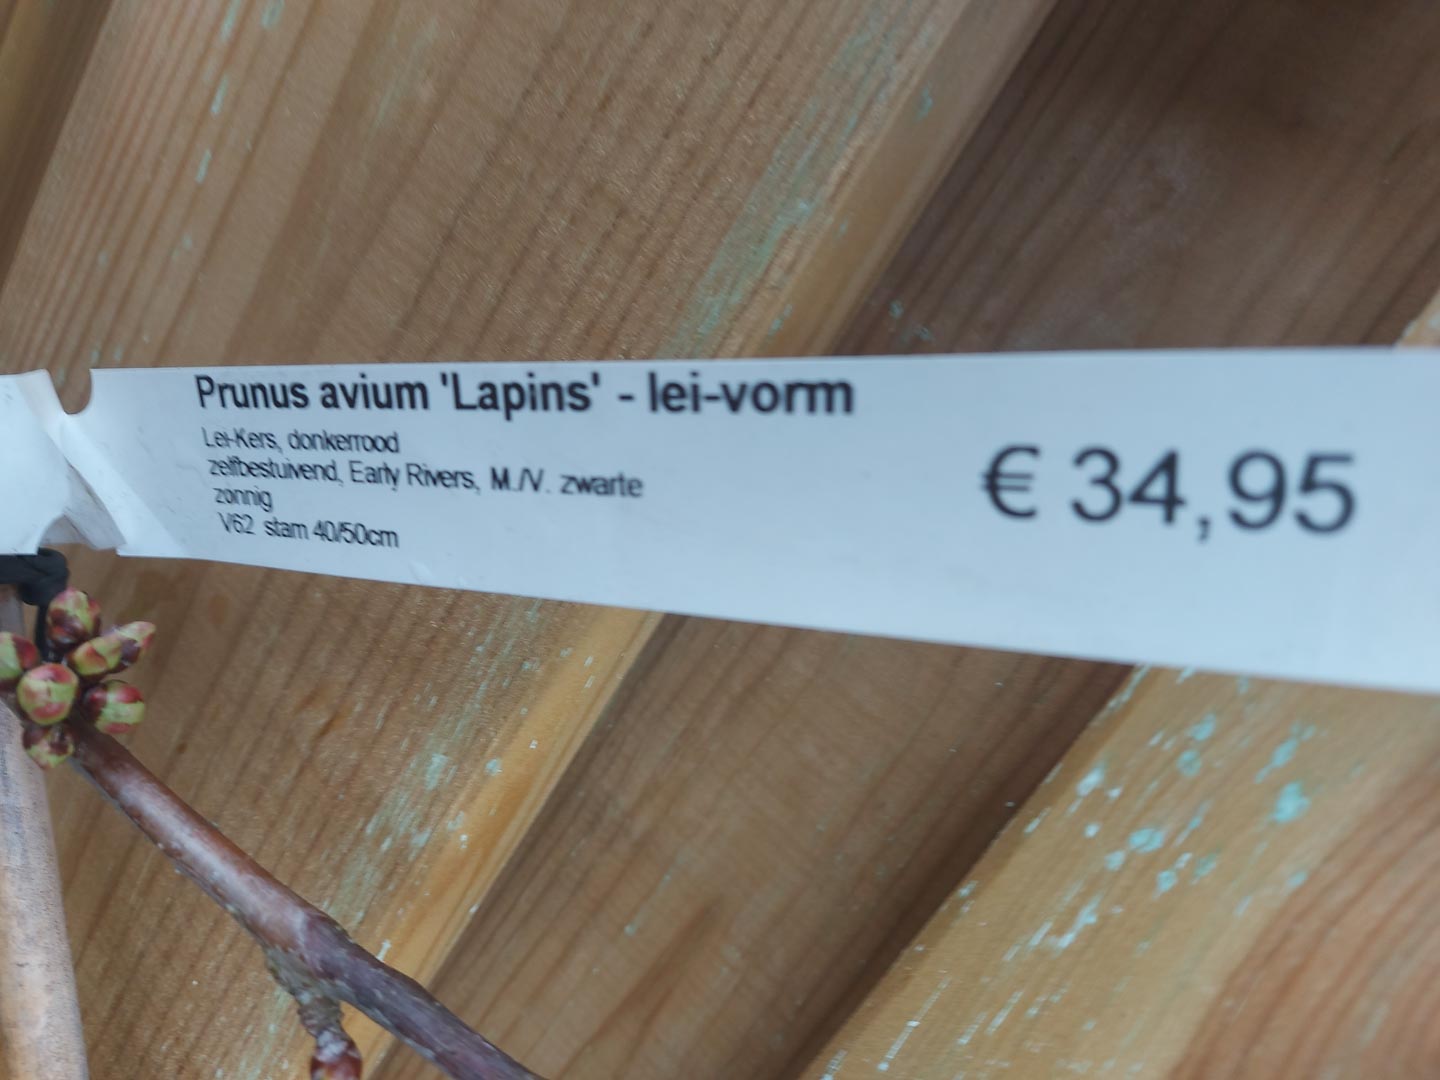 Prunus avium 'Lapins' - lei-vorm
Lei-Kers, donkerrood
zelfbestuivend, Early Rivers, M./V. zwarte
zonnig
V62 stam 40/50cm
€ 34,95